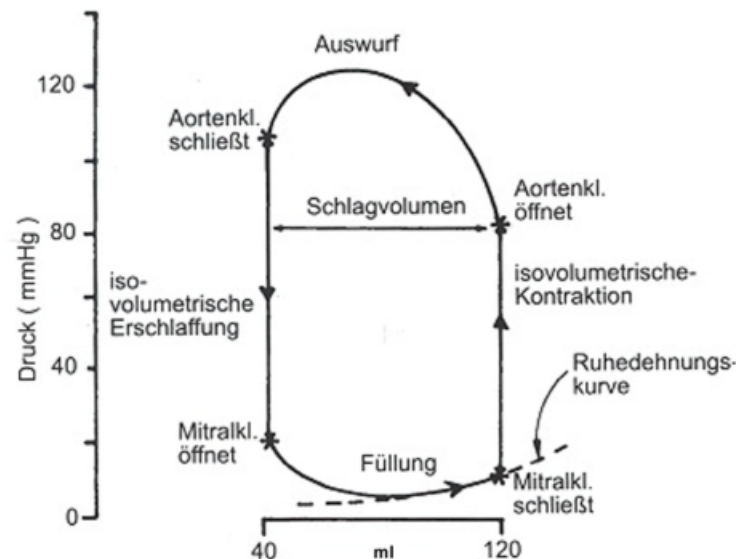 Auswurf
120
Aortenkl.
schließt
Aortenkl.
öffnet
Schlagvolumen
80
iso-
volumetrische
Erschlaffung
isovolumetrische-
Kontraktion
Druck ( mmHg )
40
Ruhedehnungs-
kurve
Mitralkl.
öffnet
Füllung
Mitralkl.
schließt
0
40
ml
120